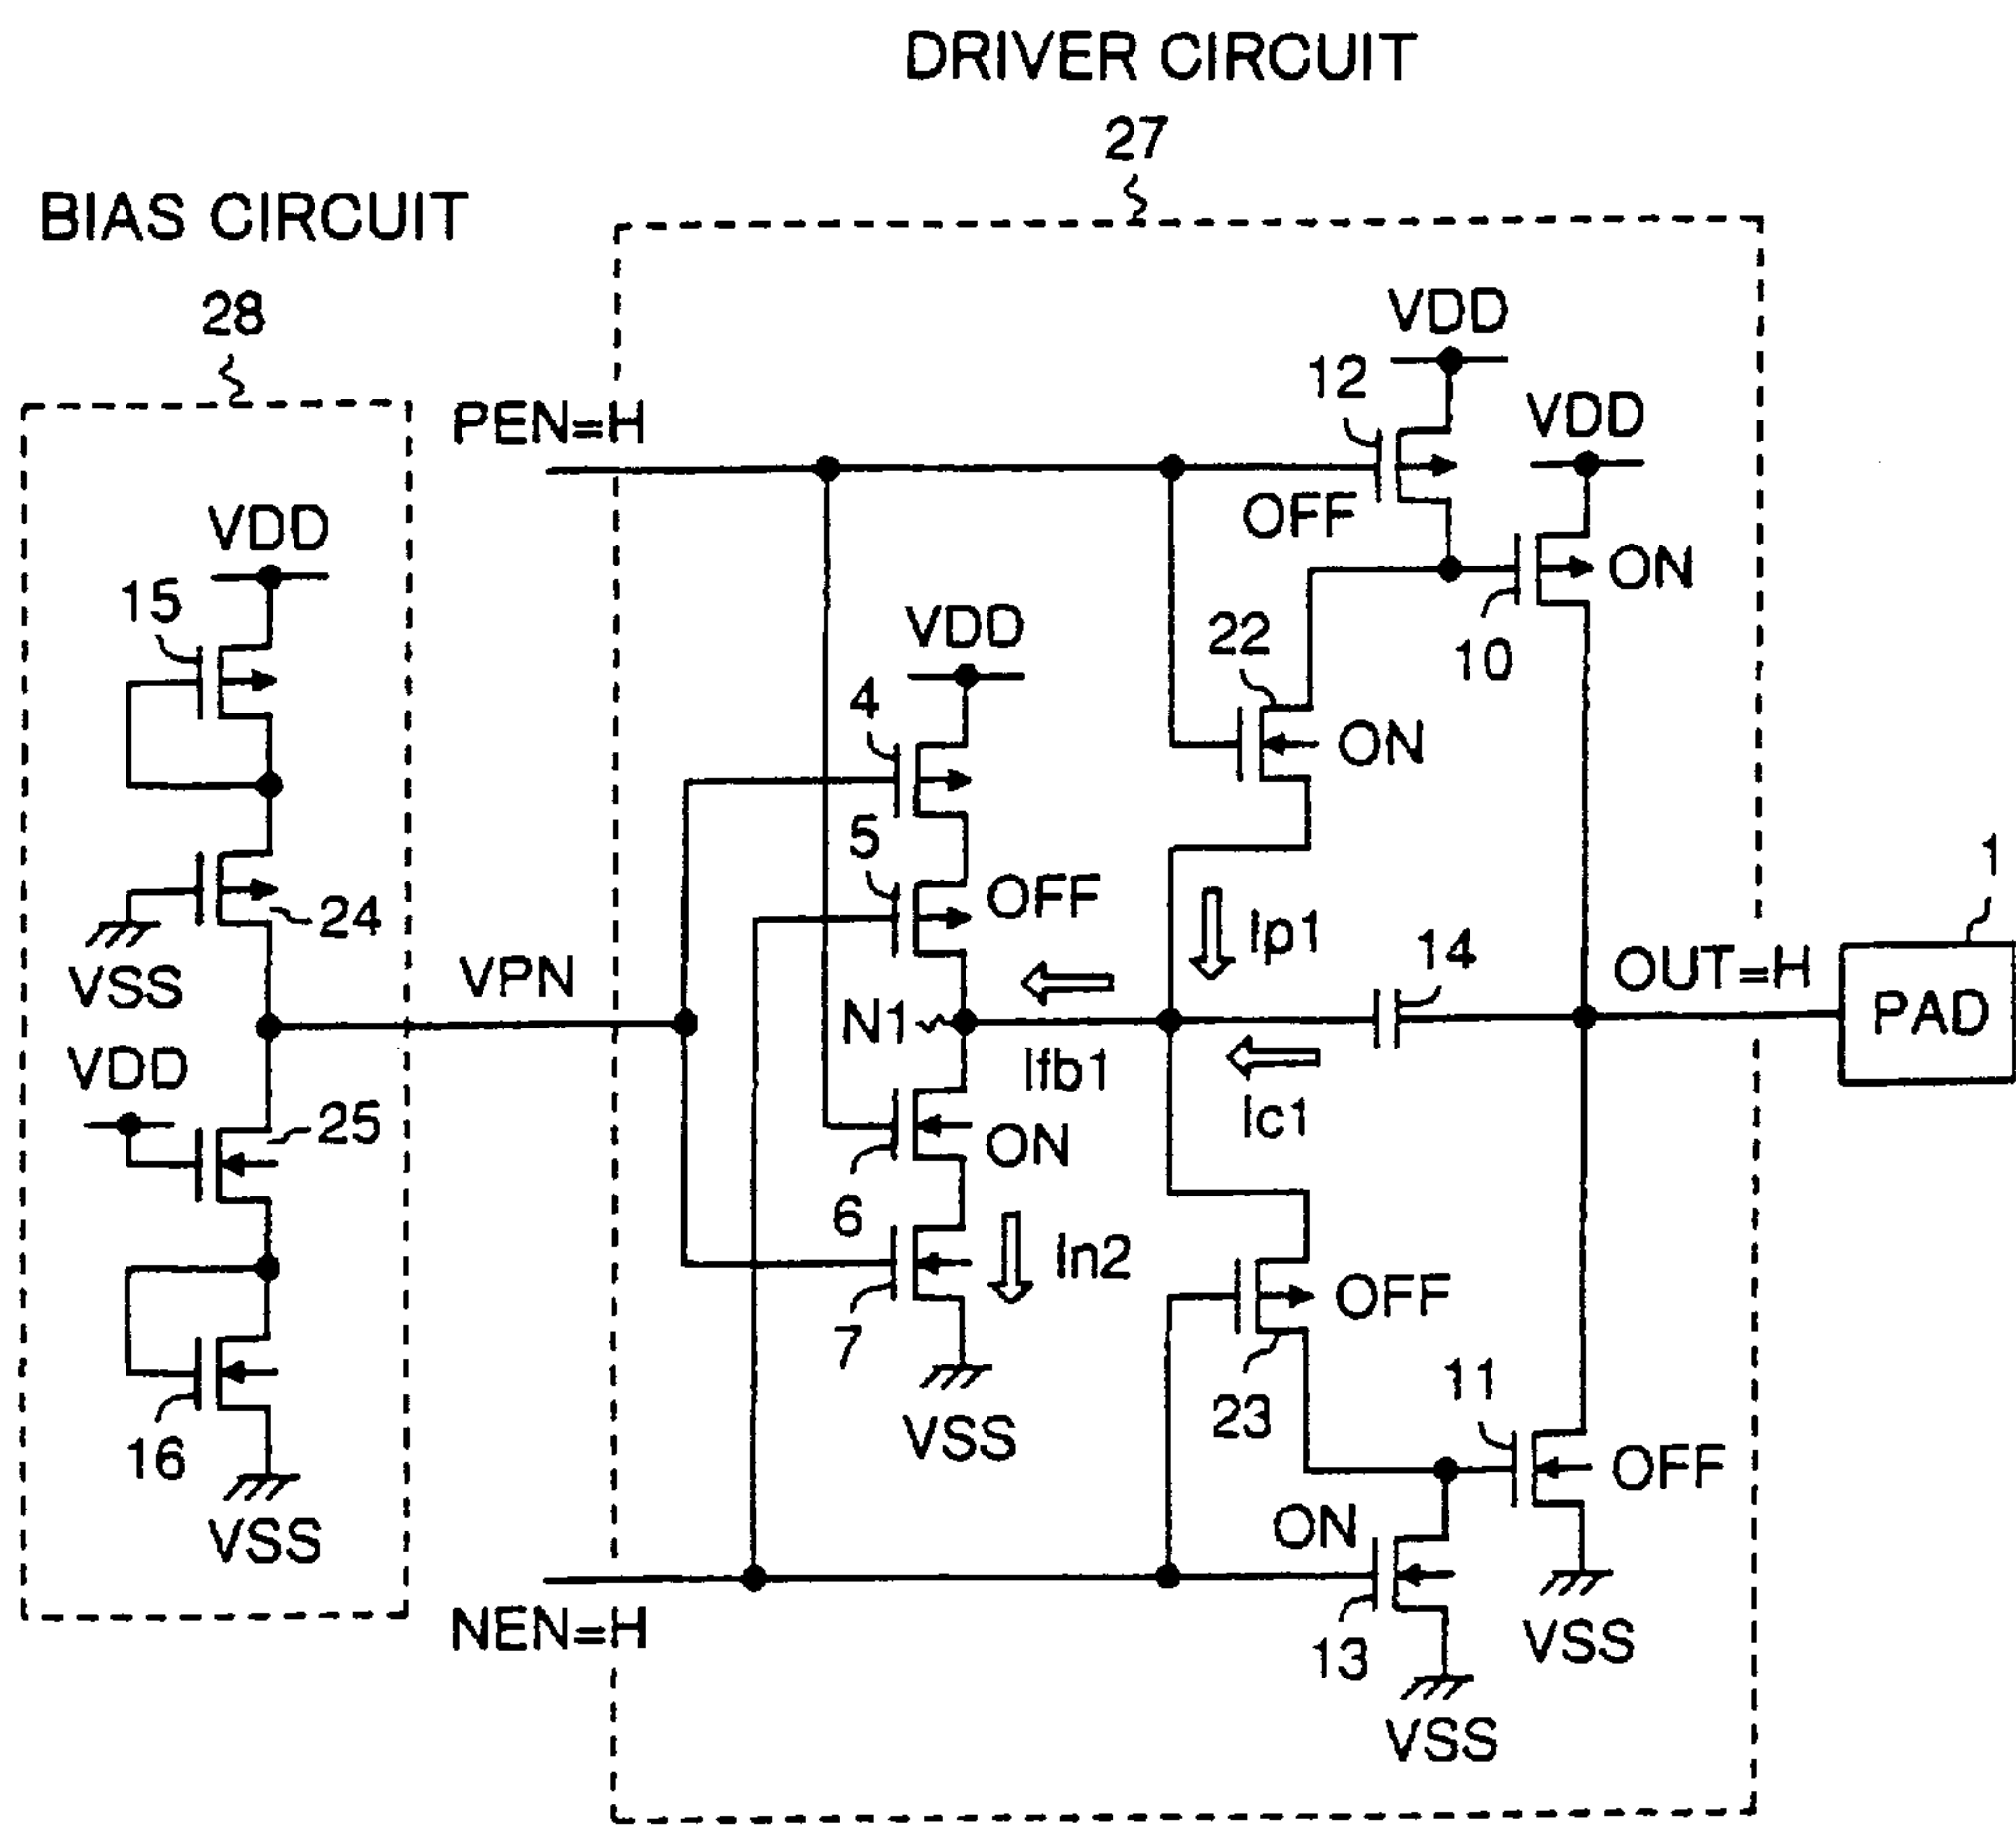 DRIVER CIRCUIT
27
BIAS CIRCUIT
28
VDD
12
PEN=H
VDD
OFF
VDD
ON
15
10
VDD
22
4
ON
5
OFF
24
VSS
VPN
Ip1
14
OUT=H
1
PAD
N1
Ifb1
Ic1
VDD
25
ON
6
In2
OFF
7
23
11
16
VSS
OFF
VSS
ON
NEN=H
13
VSS
VSS